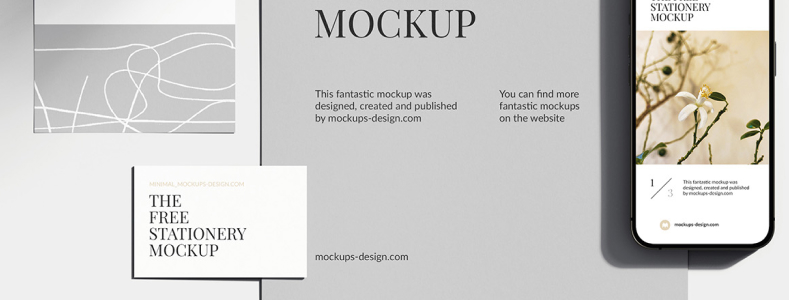 MOCKUP
This fantastic mockup was
designed, created and published
by mockups-design.com
You can find more
fantastic mockups
on the website
mockups-design.com
MINIMAL_MOCKUPS-DESIGN.COM
THE
FREE
STATIONERY
MOCKUP
STATIONERY
MOCKUP
1
3
This fantastic mockup was
designed, created and published
by mockups-design.com
mockups-design.com